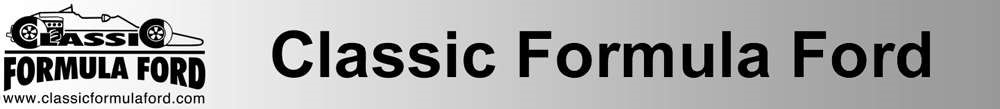 CLASSIC
FORMULA FORD
www.classicformulaford.com
Classic Formula Ford